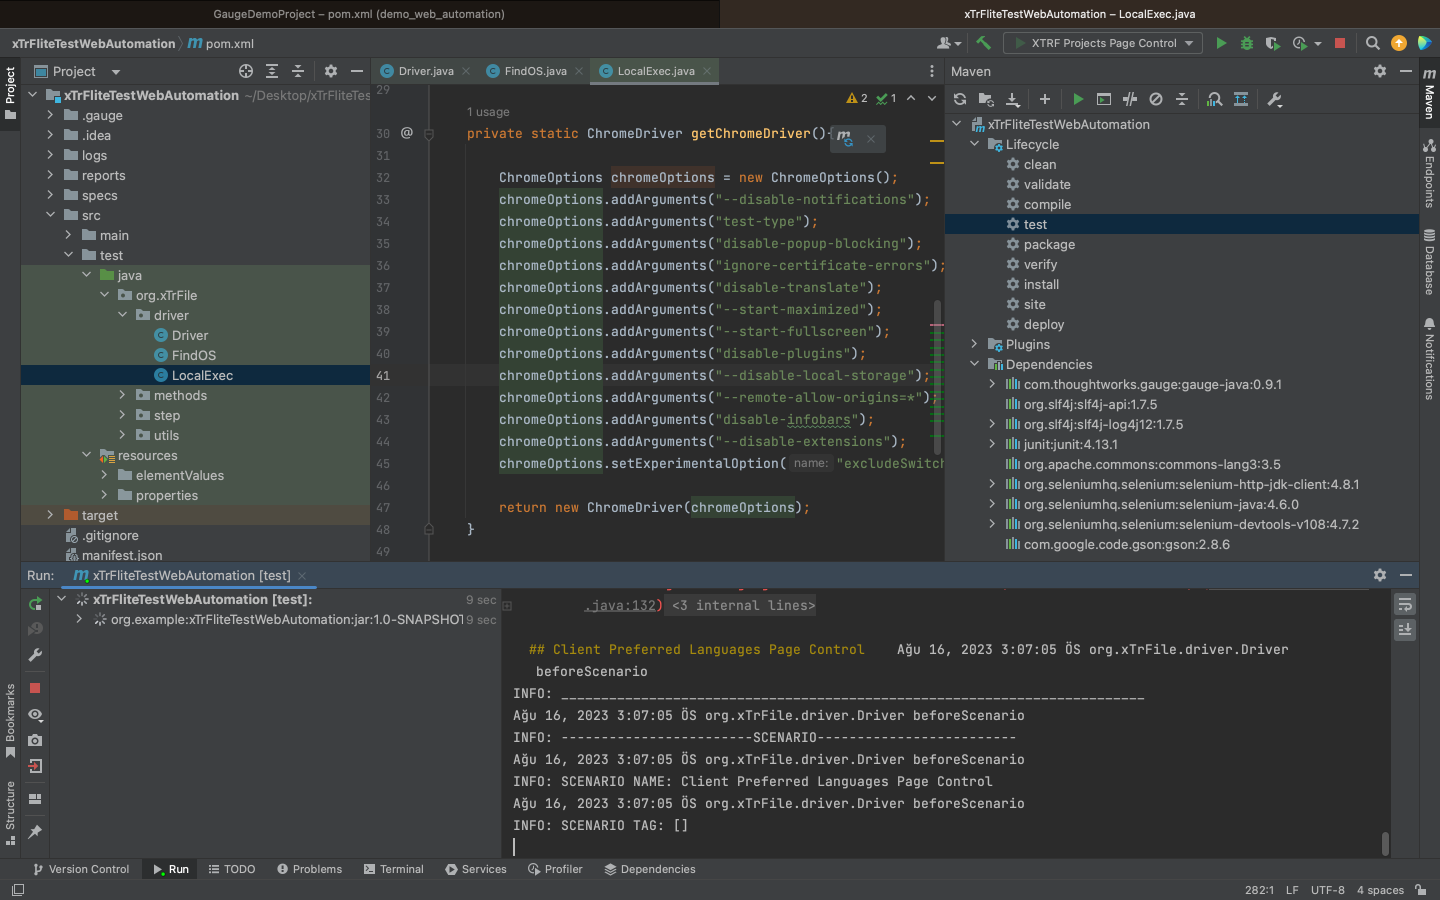 GaugeDemoProject – pom.xml (demo_web_automation)
xTrFliteTestWebAutomation – LocalExec.java
xTrFliteTestWebAutomation
pom.xml
XTRF Projects Page Control
Project
Project
xTrFliteTestWebAutomation ~/Desktop/xTrFliteTes
.gauge
.idea
logs
reports
specs
src
main
test
java
org.xTrFile
driver
Driver
FindOS
LocalExec
methods
step
utils
resources
elementValues
properties
target
.gitignore
manifest.json
Driver.java
FindOS.java
LocalExec.java
2
1
29
1 usage
30 @ private static ChromeDriver getChromeDriver(){
31
32 ChromeOptions chromeOptions = new ChromeOptions();
33 chromeOptions.addArguments("--disable-notifications");
34 chromeOptions.addArguments("test-type");
35 chromeOptions.addArguments("disable-popup-blocking");
36 chromeOptions.addArguments("ignore-certificate-errors");
37 chromeOptions.addArguments("disable-translate");
38 chromeOptions.addArguments("--start-maximized");
39 chromeOptions.addArguments("--start-fullscreen");
40 chromeOptions.addArguments("disable-plugins");
41 chromeOptions.addArguments("--disable-local-storage");
42 chromeOptions.addArguments("--remote-allow-origins=*");
43 chromeOptions.addArguments("disable-infobars");
44 chromeOptions.addArguments("--disable-extensions");
45 chromeOptions.setExperimentalOption( name: "excludeSwitch
47 return new ChromeDriver(chromeOptions);
48 }
49
Maven
xTrFliteTestWebAutomation
Lifecycle
clean
validate
compile
test
package
verify
install
site
deploy
Plugins
Dependencies
com.thoughtworks.gauge:gauge-java:0.9.1
org.slf4j:slf4j-api:1.7.5
org.slf4j:slf4j-log4j12:1.7.5
junit:junit:4.13.1
org.apache.commons:commons-lang3:3.5
org.seleniumhq.selenium:selenium-http-jdk-client:4.8.1
org.seleniumhq.selenium:selenium-java:4.6.0
org.seleniumhq.selenium:selenium-devtools-v108:4.7.2
com.google.code.gson:gson:2.8.6
Maven
Endpoints
Database
Notifications
Run: xTrFliteTestWebAutomation [test]
xTrFliteTestWebAutomation [test]: 9 sec
org.example:xTrFliteTestWebAutomation:jar:1.0-SNAPSHOT 9 sec
.java:132) <3 internal lines>
## Client Preferred Languages Page Control Ağu 16, 2023 3:07:05 ÖS org.xTrFile.driver.Driver
beforeScenario
INFO: _________________________________________________________________________
Ağu 16, 2023 3:07:05 ÖS org.xTrFile.driver.Driver beforeScenario
INFO: ------------------------SCENARIO-------------------------
Ağu 16, 2023 3:07:05 ÖS org.xTrFile.driver.Driver beforeScenario
INFO: SCENARIO NAME: Client Preferred Languages Page Control
Ağu 16, 2023 3:07:05 ÖS org.xTrFile.driver.Driver beforeScenario
INFO: SCENARIO TAG: []
Bookmarks
Structure
Version Control
Run
TODO
Problems
Terminal
Services
Profiler
Dependencies
282:1 LF UTF-8 4 spaces